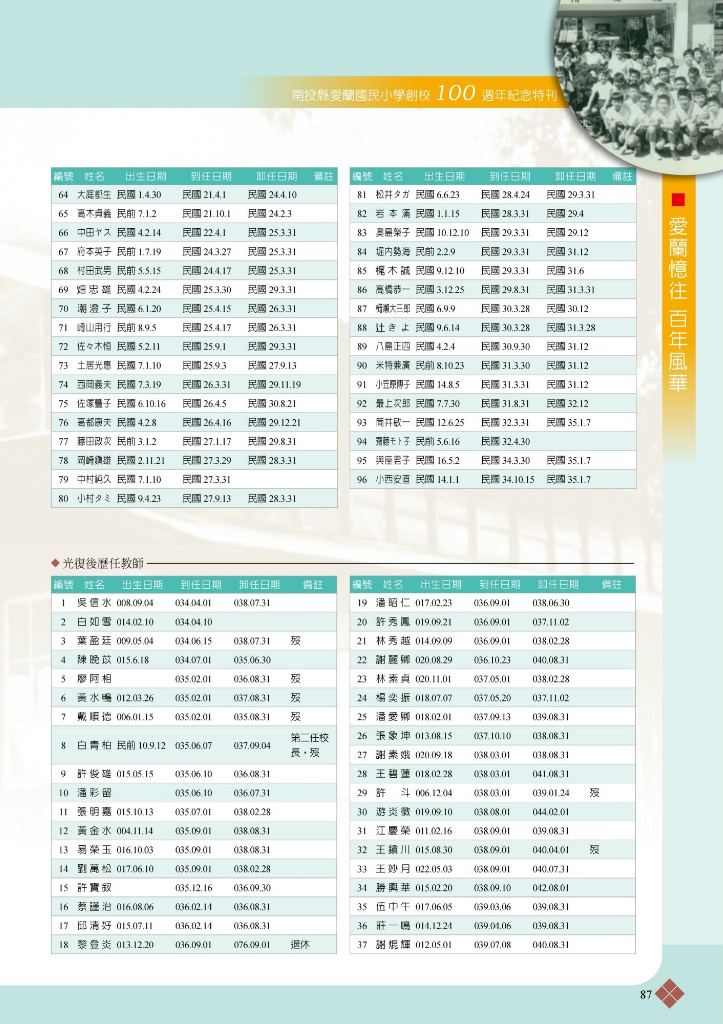 南投縣愛蘭國民小學創校 100 週年紀念特刊
愛蘭憶往 百年風華
編號 姓名 出生日期 到任日期 卸任日期 備註
64 大庭都生 民國 1.4.30 民國 21.4.1 民國 24.4.10
65 高木貞義 民前 7.1.2 民國 21.10.1 民國 24.2.3
66 中田ヤス 民國 4.2.14 民國 22.4.1 民國 25.3.31
67 府本英子 民前 1.7.19 民國 24.3.27 民國 25.3.31
68 村田武男 民前 5.5.15 民國 24.4.17 民國 25.3.31
69 畑忠雄 民國 4.2.24 民國 25.3.30 民國 29.3.31
70 潮澄子 民國 6.1.20 民國 25.4.15 民國 26.3.31
71 崎山用行 民前 8.9.5 民國 25.4.17 民國 26.3.31
72 佐々木恒 民國 5.2.11 民國 25.9.1 民國 29.3.31
73 土居光惠 民國 7.1.10 民國 25.9.3 民國 27.9.13
74 西岡義夫 民國 7.3.19 民國 26.3.31 民國 29.11.19
75 佐塚豐子 民國 6.10.16 民國 26.4.5 民國 30.8.21
76 高都康夫 民國 4.2.8 民國 26.4.16 民國 29.12.21
77 藤田政次 民前 3.1.2 民國 27.1.17 民國 29.8.31
78 岡崎鎮雄 民國 2.11.21 民國 27.3.29 民國 28.3.31
79 中村純久 民國 7.1.10 民國 27.3.31
80 小村タミ 民國 9.4.23 民國 27.9.13 民國 28.3.31
編號 姓名 出生日期 到任日期 卸任日期 備註
81 松井タガ 民國 6.6.23 民國 28.4.24 民國 29.3.31
82 岩本滿 民國 1.1.15 民國 28.3.31 民國 29.4
83 奧島榮子 民國 10.12.10 民國 29.3.31 民國 29.12
84 堀内勢海 民前 2.2.9 民國 29.3.31 民國 31.12
85 梶木誠 民國 9.12.10 民國 29.3.31 民國 31.6
86 高橋恭一 民國 3.12.25 民國 29.8.31 民國 31.3.31
87 大三郎 民國 6.9.9 民國 30.3.28 民國 30.12
88 辻きよ 民國 9.6.14 民國 30.3.28 民國 31.3.28
89 八島正四 民國 4.2.4 民國 30.9.30 民國 31.12
90 米特兼廣 民前 8.10.23 民國 31.3.30 民國 31.12
91 小笠原博子 民國 14.8.5 民國 31.3.31 民國 31.12
92 最上次郎 民國 7.7.30 民國 31.8.31 民國 32.12
93 筒井敬一 民國 12.6.25 民國 32.3.31 民國 35.1.7
94 齋藤モト子 民前 5.6.16 民國 32.4.30
95 與座君子 民國 16.5.2 民國 34.3.30 民國 35.1.7
96 小西安直 民國 14.1.1 民國 34.10.15 民國 35.1.7
光復後歷任教師
編號 姓名 出生日期 到任日期 卸任日期 備註
1 吳信水 008.09.04 034.04.01 038.07.31
2 白如雪 014.02.10 034.04.10
3 葉盈廷 009.05.04 034.06.15 038.07.31 歿
4 陳晚苡 015.6.18 034.07.01 035.06.30
5 廖阿相 035.02.01 036.08.31 歿
6 黃水鳴 012.03.26 035.02.01 037.08.31 歿
7 戴順德 006.01.15 035.02.01 035.08.31 歿
8 白青柏 民前 10.9.12 035.06.07 037.09.04 第二任校
長，歿
9 許俊雄 015.05.15 035.06.10 036.08.31
10 潘彩留 035.06.10 036.07.31
11 張明嘉 015.10.13 035.07.01 038.02.28
12 黃金水 004.11.14 035.09.01 038.08.31
13 易榮玉 016.10.03 035.09.01 038.08.31
14 劉萬松 017.06.10 035.09.01 038.02.28
15 許寶釵 035.12.16 036.09.30
16 蔡謹治 016.08.06 036.02.14 036.08.31
17 邱清好 015.07.11 036.02.14 036.08.31
18 黎登炎 013.12.20 036.09.01 076.09.01 退休
編號 姓名 出生日期 到任日期 卸任日期 備註
19 潘昭仁 017.02.23 036.09.01 038.06.30
20 許秀鳳 019.09.21 036.09.01 037.11.02
21 林秀越 014.09.09 036.09.01 038.02.28
22 謝麗卿 020.08.29 036.10.23 040.08.31
23 林素貞 020.11.01 037.05.01 038.02.28
24 楊奕振 018.07.07 037.05.20 037.11.02
25 潘愛卿 018.02.01 037.09.13 039.08.31
26 張象坤 013.08.15 037.10.10 038.08.31
27 謝素娥 020.09.18 038.03.01 038.08.31
28 王碧蓮 018.02.28 038.03.01 041.08.31
29 許斗 006.12.04 038.03.01 039.01.24 歿
30 游炎徽 019.09.10 038.08.01 044.02.01
31 江慶榮 011.02.16 038.09.01 039.08.31
32 王鎮川 015.08.30 038.09.01 040.04.01 歿
33 王妙月 022.05.03 038.09.01 040.07.31
34 勝興華 015.02.20 038.09.10 042.08.01
35 伍中午 017.06.05 039.03.06 039.08.31
36 莊一鳴 014.12.24 039.04.06 039.08.31
37 謝焜輝 012.05.01 039.07.08 040.08.31
87